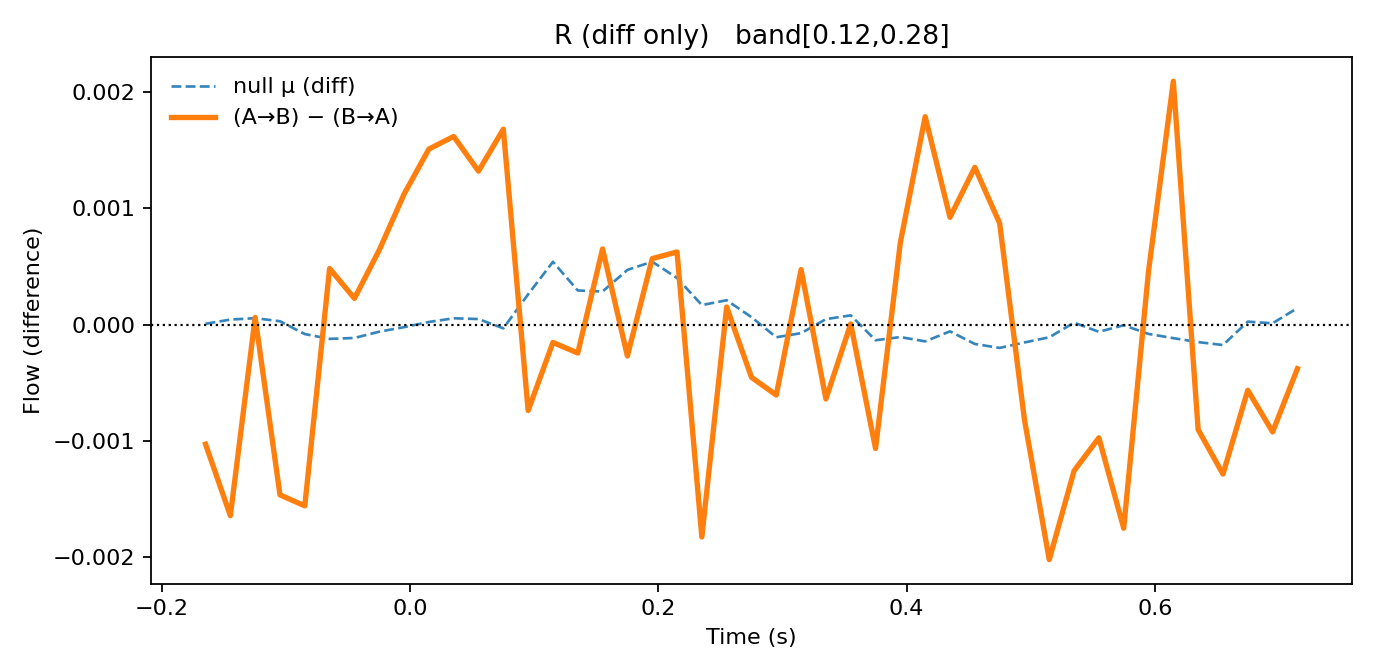 R (diff only)   band[0.12,0.28]
null μ (diff)
(A→B) − (B→A)
Flow (difference)
0.002
0.001
0.000
−0.001
−0.002
−0.2
0.0
0.2
0.4
0.6
Time (s)